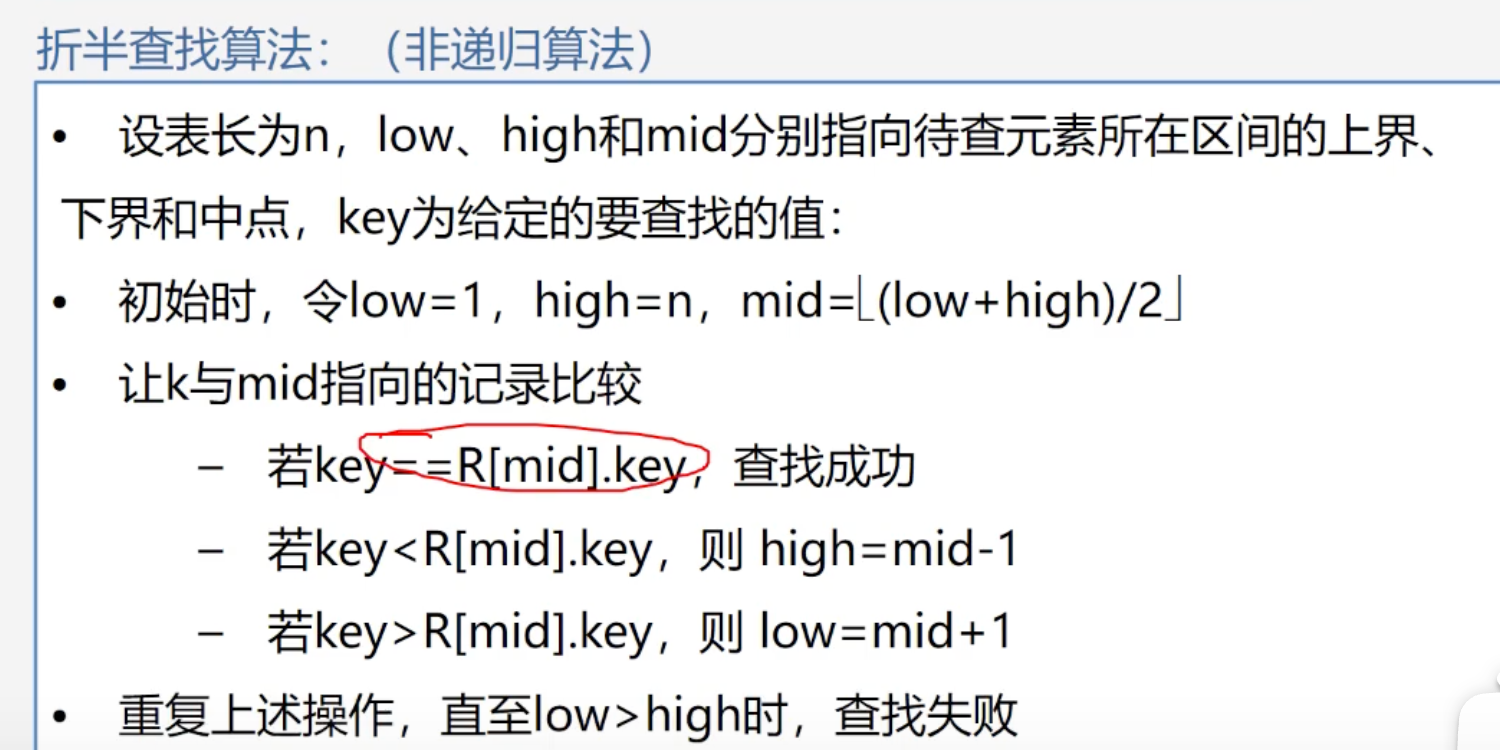 折半查找算法：（非递归算法）
• 设表长为n，low、high和mid分别指向待查元素所在区间的上界、
下界和中点，key为给定的要查找的值：
• 初始时，令low=1，high=n，mid=⌊(low+high)/2⌋
• 让k与mid指向的记录比较
– 若key==R[mid].key，查找成功
– 若key<R[mid].key，则 high=mid-1
– 若key>R[mid].key，则 low=mid+1
• 重复上述操作，直至low>high时，查找失败